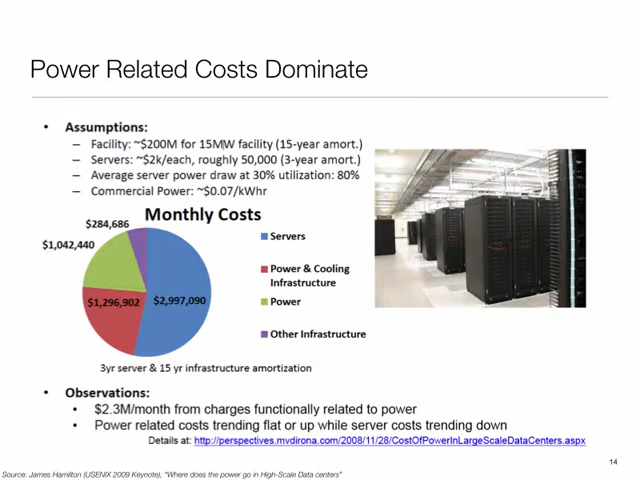 Power Related Costs Dominate
• Assumptions:
– Facility: ~$200M for 15MW facility (15-year amort.)
– Servers: ~$2k/each, roughly 50,000 (3-year amort.)
– Average server power draw at 30% utilization: 80%
– Commercial Power: ~$0.07/kWhr
Monthly Costs
$284,686
$1,042,440
$1,296,902
$2,997,090
Servers
Power & Cooling
Infrastructure
Power
Other Infrastructure
3yr server & 15 yr infrastructure amortization
• Observations:
• $2.3M/month from charges functionally related to power
• Power related costs trending flat or up while server costs trending down
Details at: http://perspectives.mvdirona.com/2008/11/28/CostOfPowerInLargeScaleDataCenters.aspx
14
Source: James Hamilton (USENIX 2009 Keynote), "Where does the power go in High-Scale Data centers"